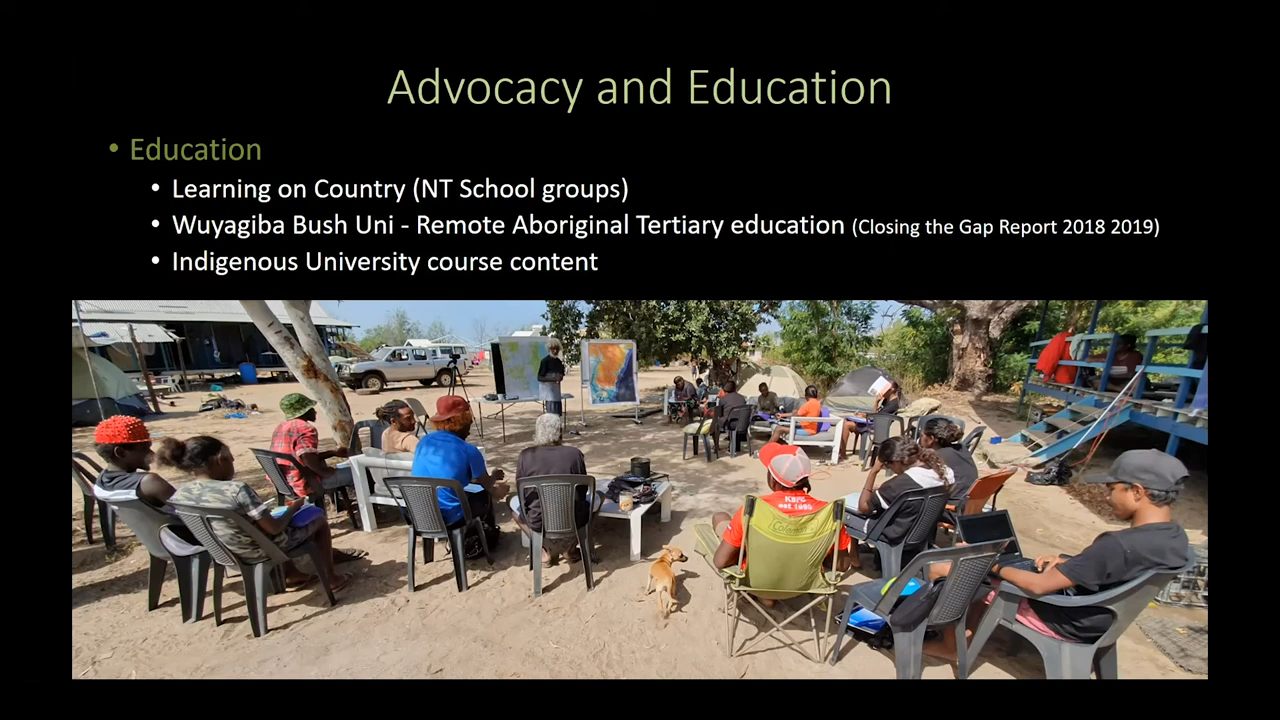 Advocacy and Education
• Education
• Learning on Country (NT School groups)
• Wuyagiba Bush Uni - Remote Aboriginal Tertiary education (Closing the Gap Report 2018 2019)
• Indigenous University course content